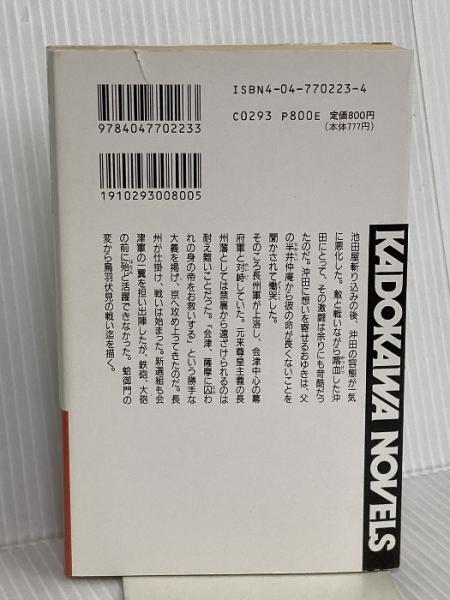 ISBN4-04-770223-4
C0293 P800E 定価800円
(本体777円)
9784047702233
1910293008005
KADOKAWA NOVELS
池田屋斬り込みの後、沖田の容態が一気
に悪化した。敵と戦いながら喀血した沖
田にとって、その激闘は余りにも苛酷だっ
たのだ。沖田に想いを寄せるおゆきは、父
の半井仲庵から彼の命が長くないことを
聞かされて慟哭した。
そのころ長州軍が上洛し、会津中心の幕
府軍と対峙していた。元来尊皇主義の長
州藩としては禁裏から遠ざけられるのは
耐え難いことだった。「会津、薩摩に囚わ
れの身の帝をお救いする」という勝手な
大義を掲げ、京へ攻め上ってきたのだ。長
州が仕掛け、戦いは始まった。新選組も会
津軍の一翼を担い出陣したが、鉄砲、大砲
の前に殆ど活躍できなかった。蛤御門の
変から鳥羽伏見の戦い迄を描く。